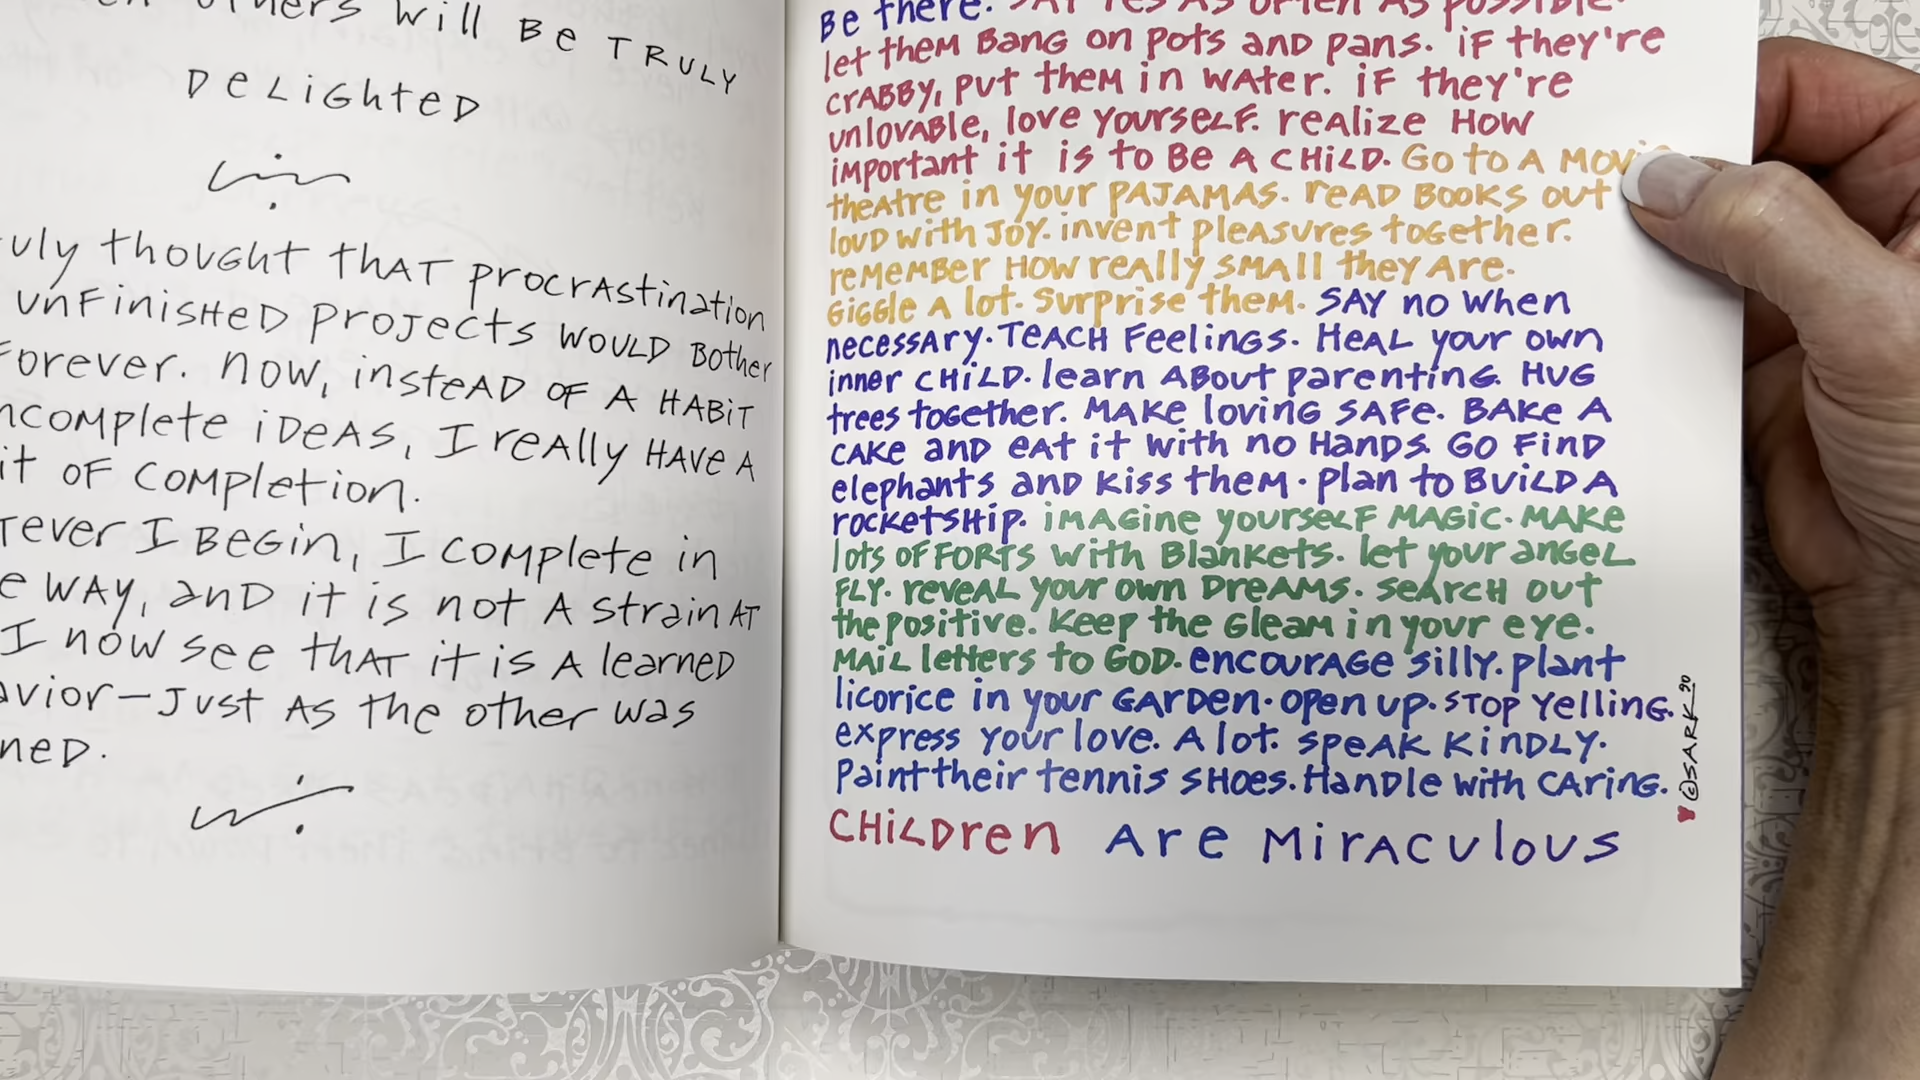 others will Be TRULY
DeLiGHteD
thought that procrastination
UnFinisHeD projects WOULD Bother
Forever. now, insteAD OF A HABiT
iDeAs, I reAlly HAVe A
OF completion.
I BeGin, I complete in
WAY, AnD it is not A strAin AT
I now see thAT it is A leArneD
JUST AS the other was
Be there. SAY Yes As OFten As possiBle.
let them BANG on pots AND pans. iF they're
crABBy, put them in water. iF they're
unlovABle, love yourself. reAlize HOW
importAnt it is to Be A CHiLD. Go to A
theAtre in your PAJAMAS. reAD BOOKS out
louD with Joy. invent pleAsures toGether.
reMeMBer HOW reAlly SMAll they Are.
GiGGle A lot. Surprise them. SAY no when
necessAry. TeACH Feelings. HeAL your own
inner CHiLD. leArn ABout parenting. HUG
trees toGether. MAKe loving SAFe. BAKe A
CAKe and eAt it with no HAnds. GO FinD
elephAnts and Kiss them. plan to BUiLD A
rocketsHip. iMAGine yourself MAGiC. MAKe
lots OF FORTS with BlAnkets. let your anGeL
FLY. reveAL your own DreAMS. SeArCH out
the positive. Keep the GleAM in your eye.
MAiL letters to GOD. encourAGe silly. plant
licorice in your GArDen. open up. STOP Yelling.
express your love. A lot. SpeAK KinDLY.
Paint their tennis SHoes. HAnDle with CAring.
CHiLDren Are MirACulous
©SARK 90